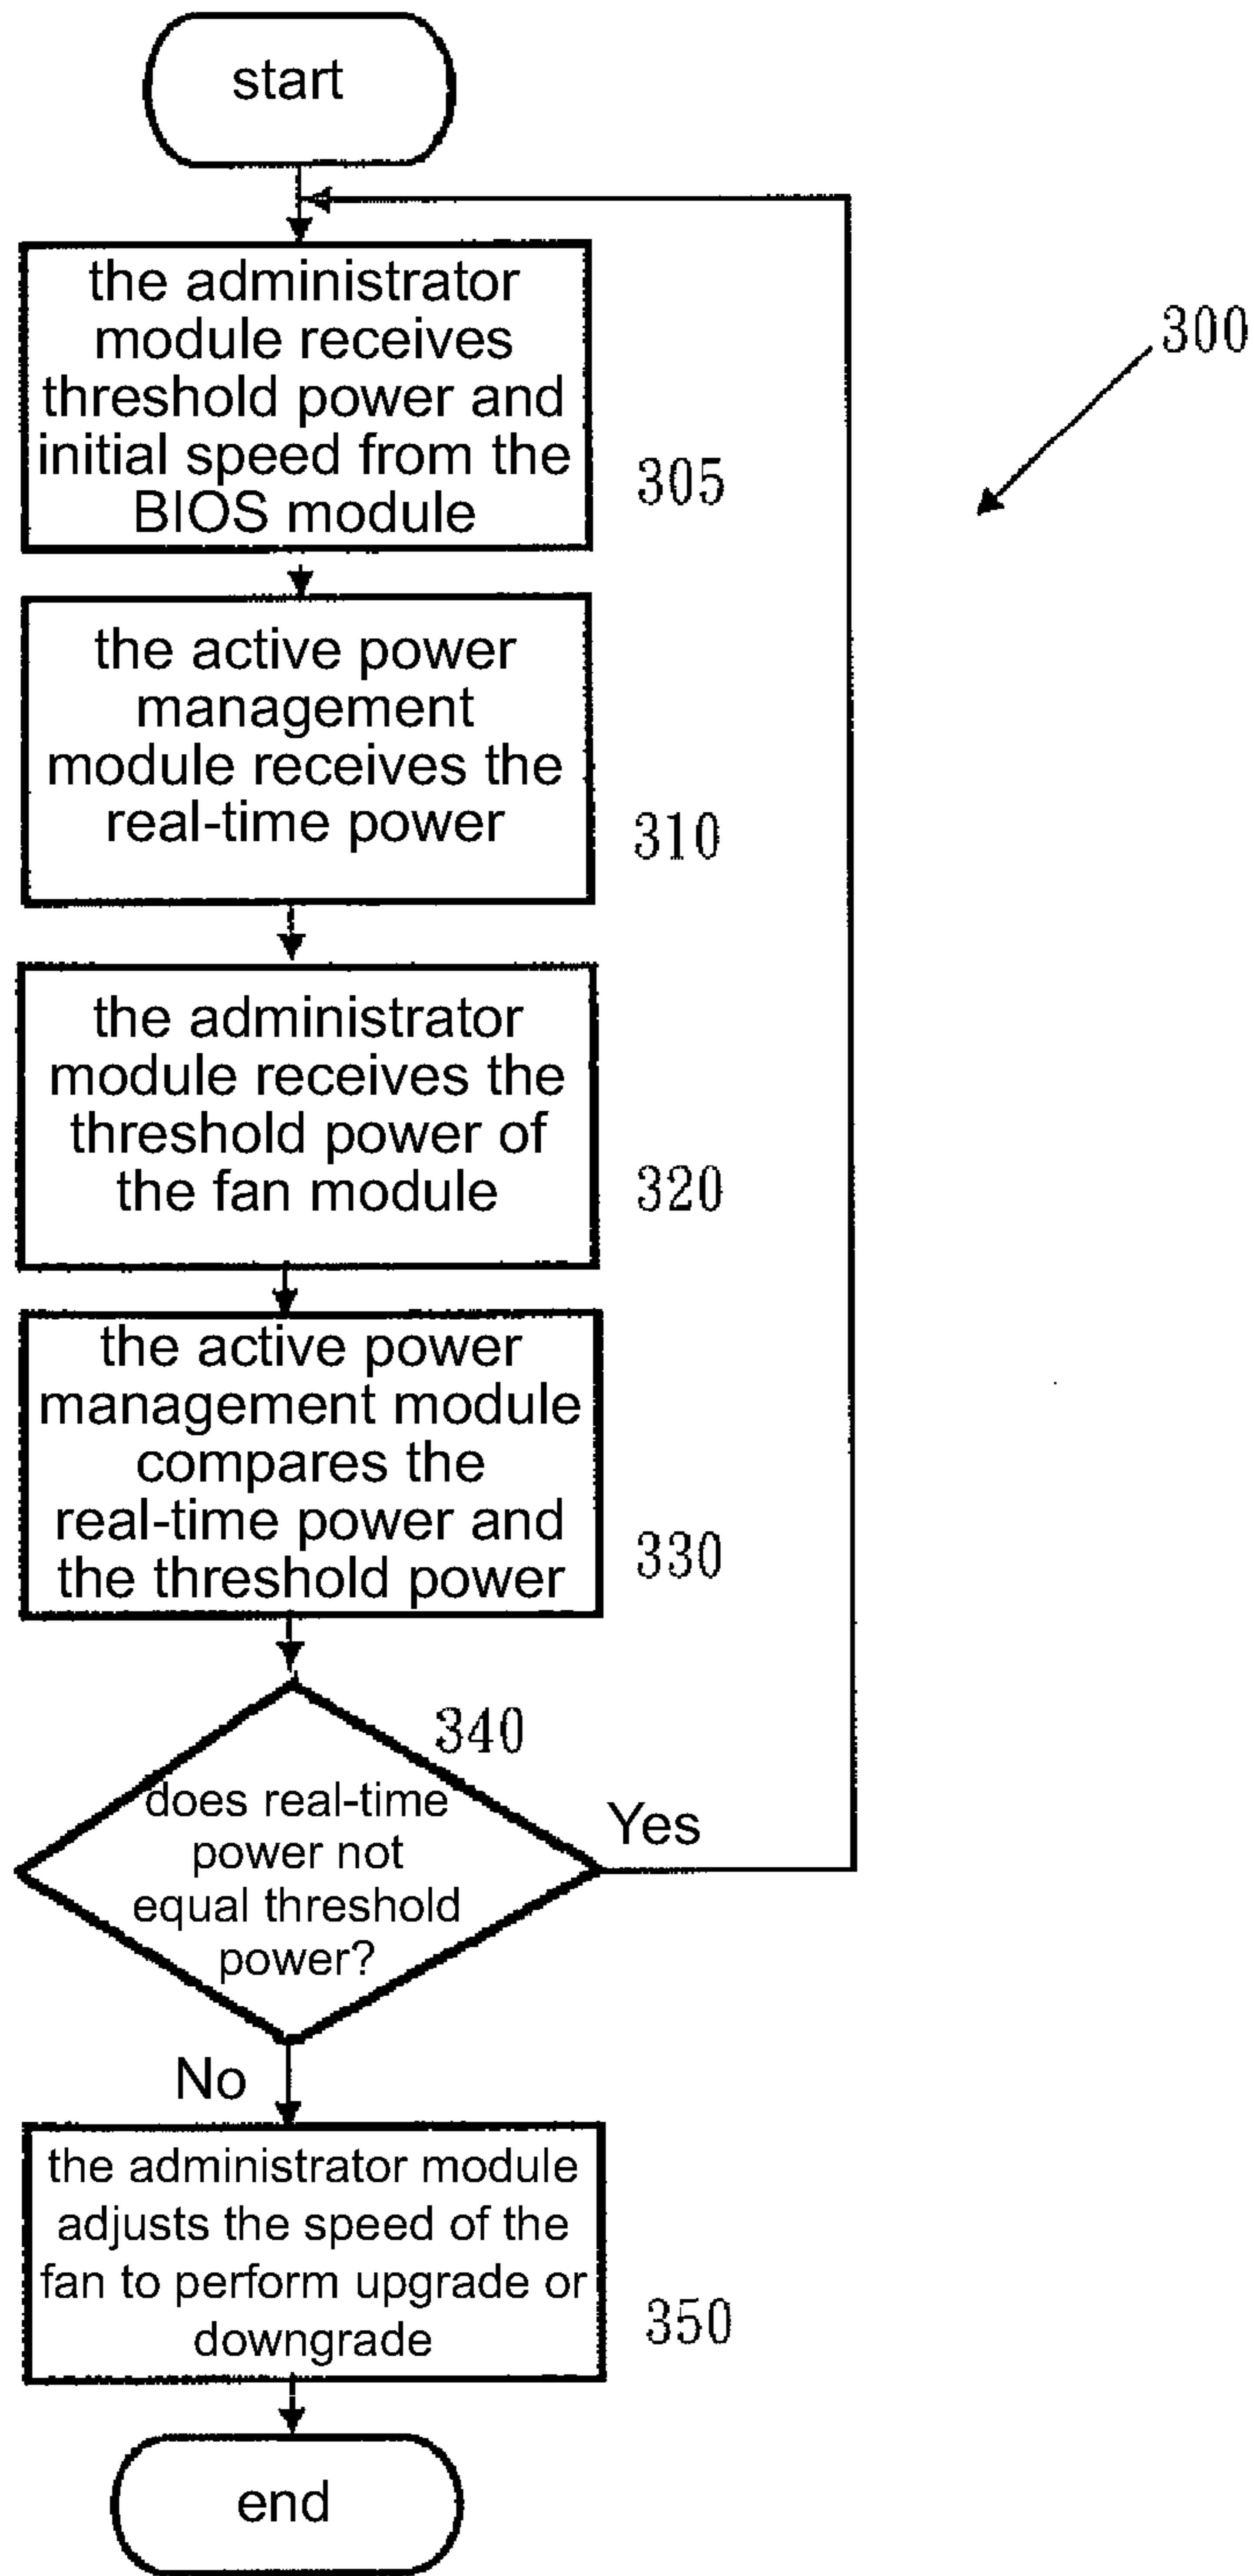 start
the administrator
module receives
threshold power and
initial speed from the
BIOS module
305
300
the active power
management
module receives the
real-time power
310
the administrator
module receives the
threshold power of
the fan module
320
the active power
management module
compares the
real-time power and
the threshold power
330
340
does real-time
power not
equal threshold
power?
Yes
No
the administrator module
adjusts the speed of the
fan to perform upgrade or
downgrade
350
end